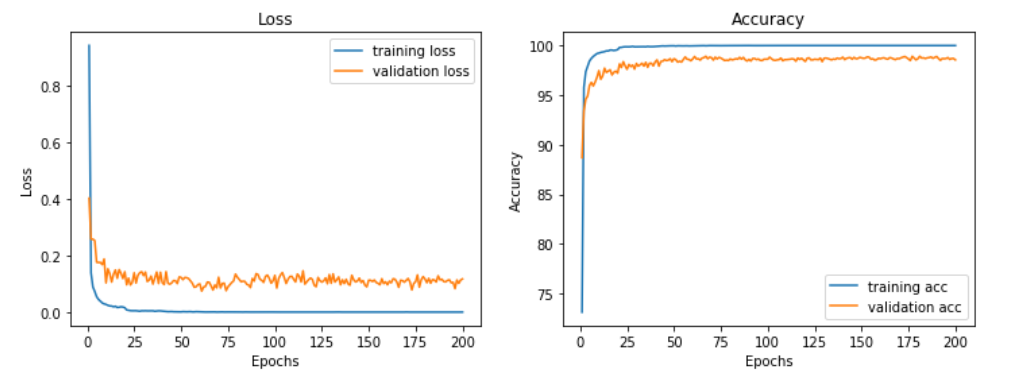 Loss
training loss
validation loss
0.8
0.6
0.4
0.2
0.0
Loss
0 25 50 75 100 125 150 175 200
Epochs
Accuracy
100
95
90
85
80
75
Accuracy
training acc
validation acc
0 25 50 75 100 125 150 175 200
Epochs